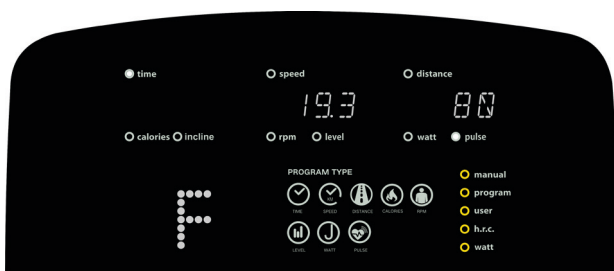 time speed distance
19.3 80
calories incline rpm level watt pulse
PROGRAM TYPE
manual
program
user
h.r.c.
watt
TIME SPEED DISTANCE CALORIES RPM
LEVEL WATT PULSE
F